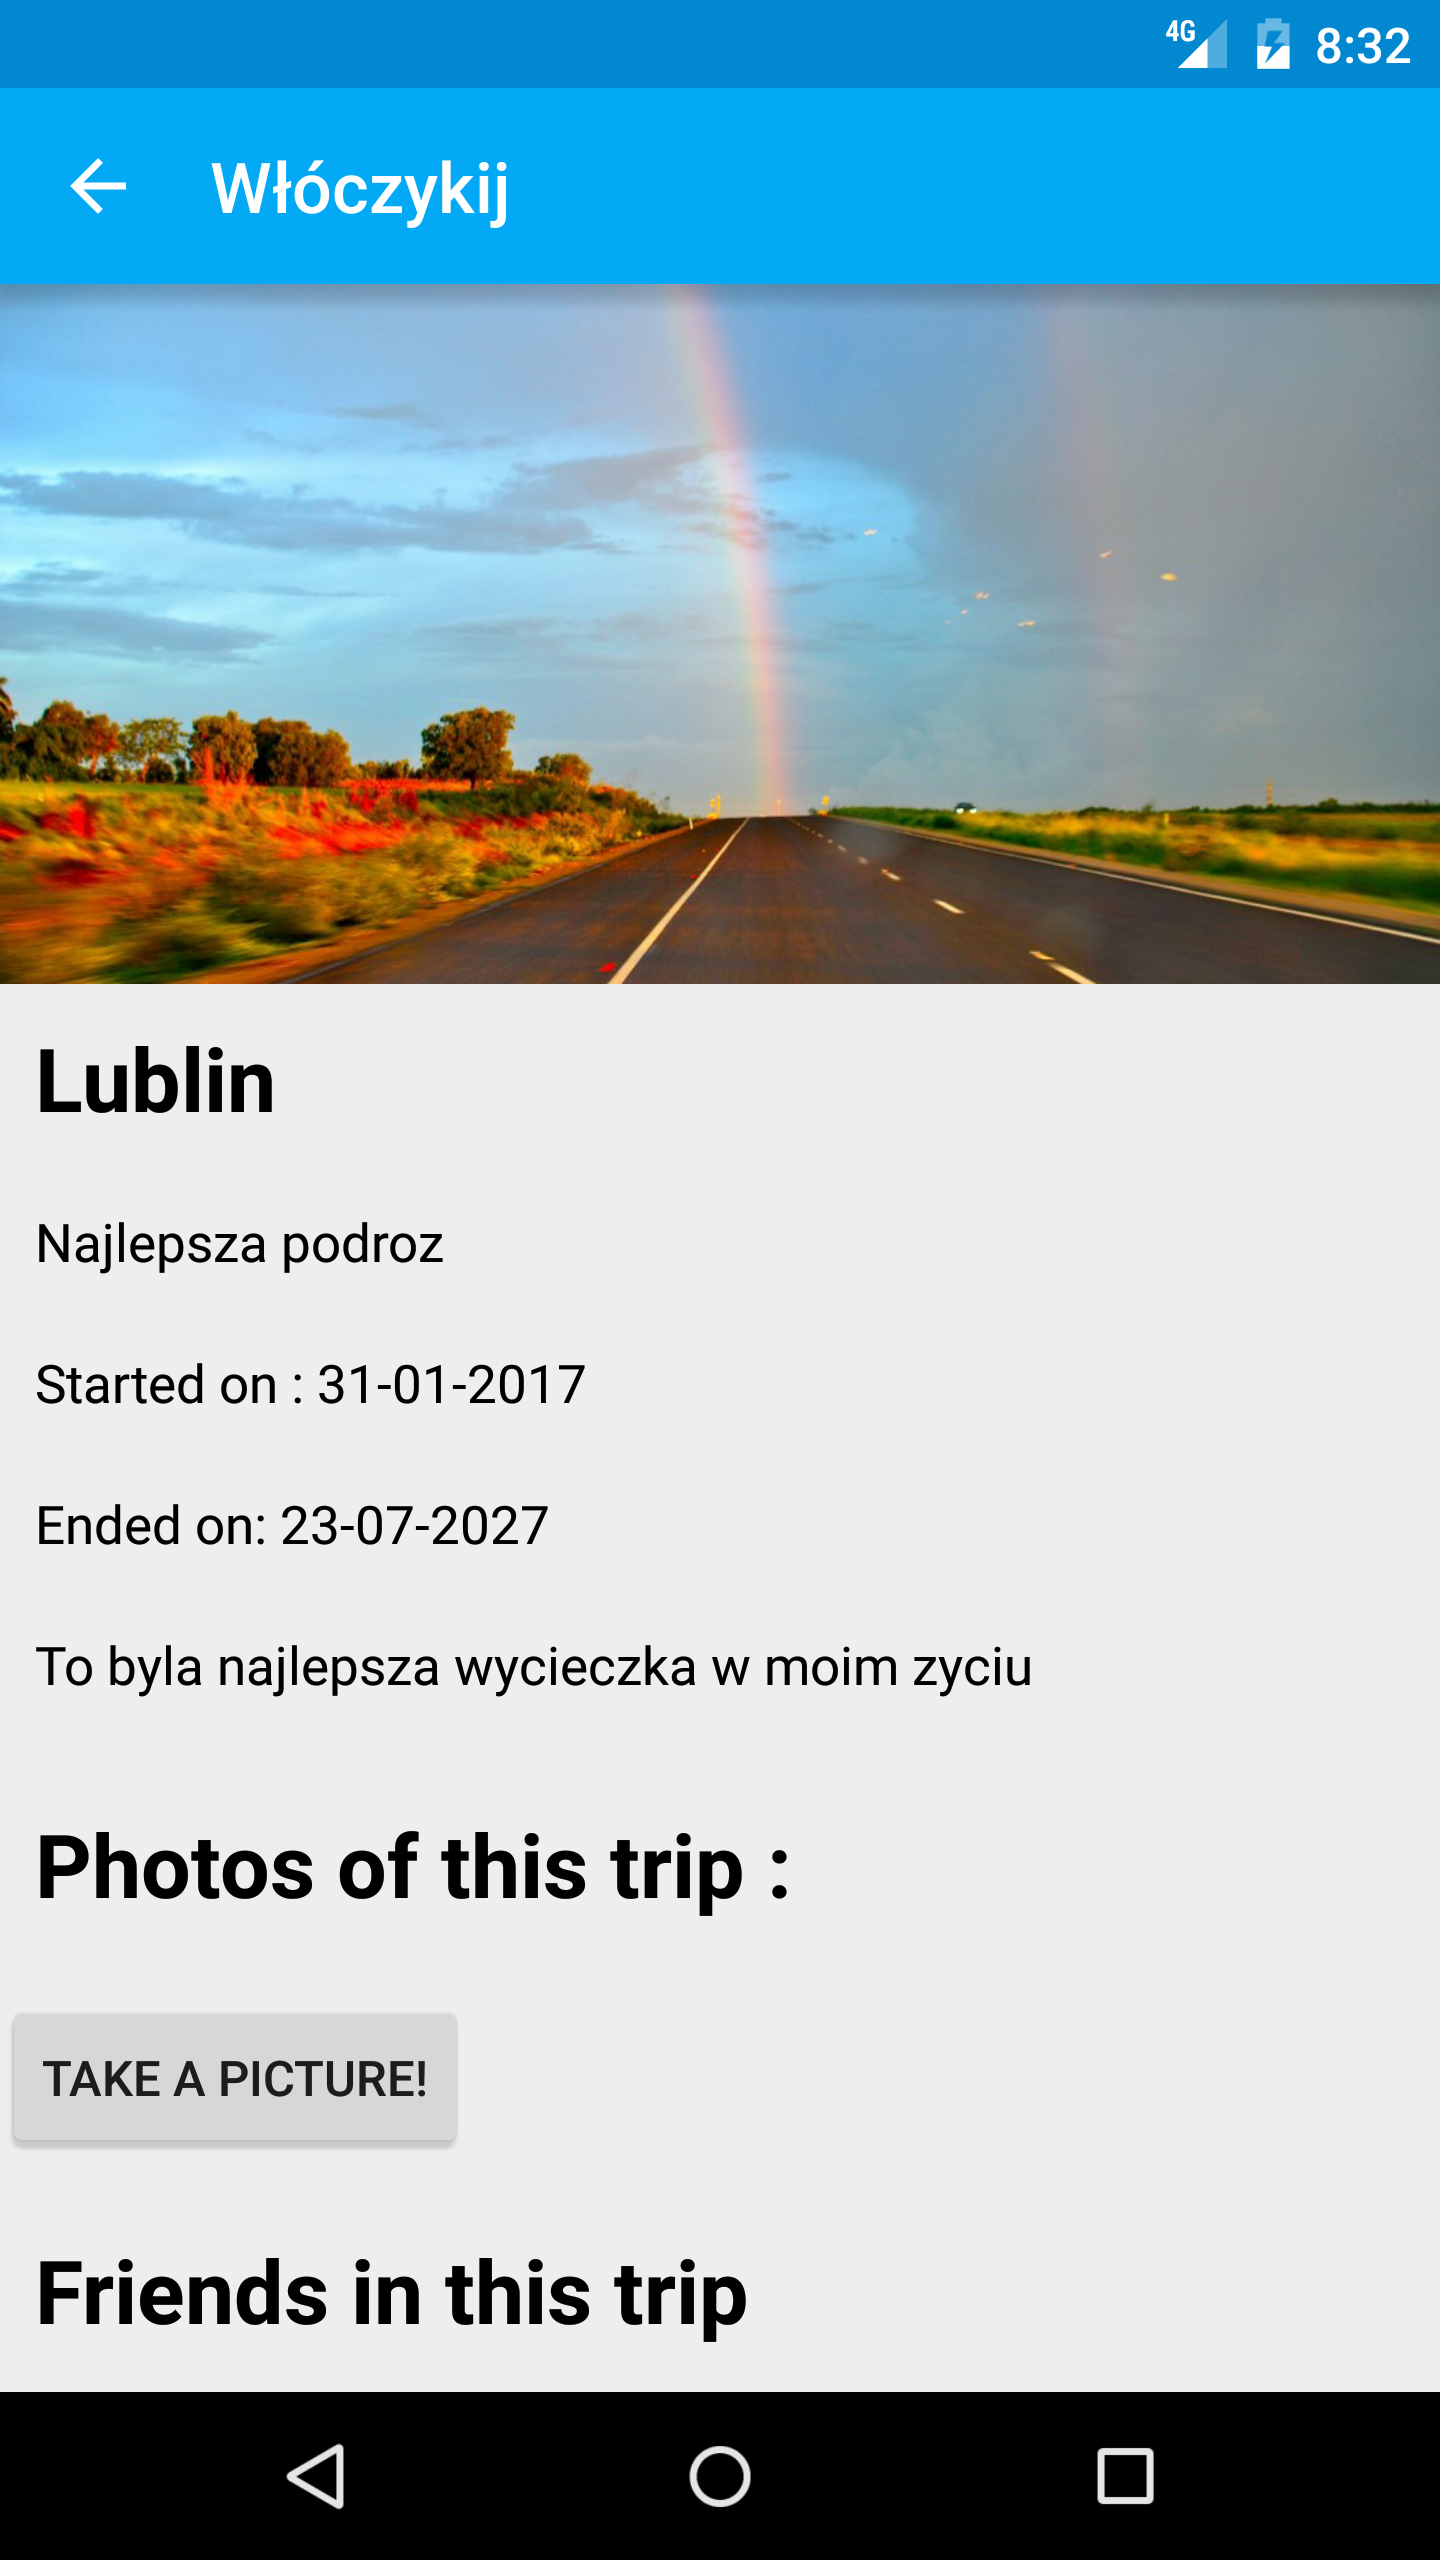 4G 8:32
Włóczykij
Lublin
Najlepsza podroz
Started on : 31-01-2017
Ended on: 23-07-2027
To byla najlepsza wycieczka w moim zyciu
Photos of this trip :
TAKE A PICTURE!
Friends in this trip